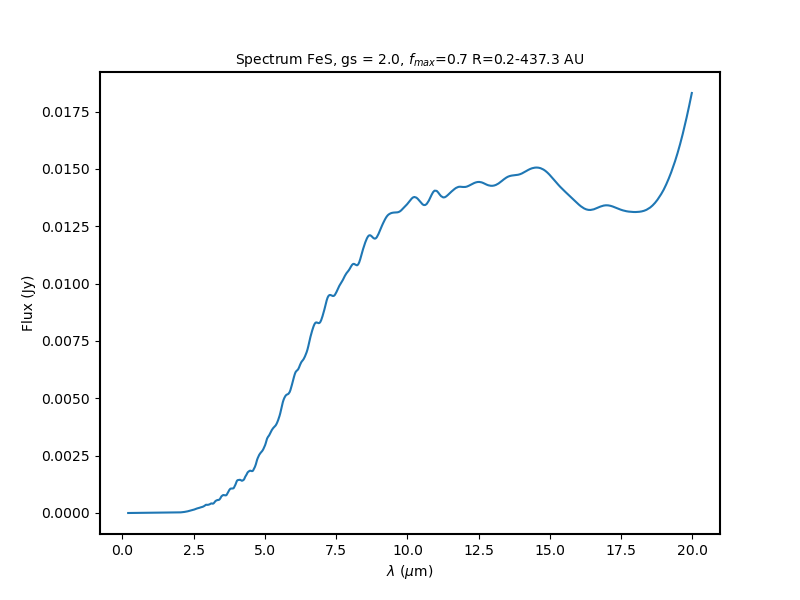 Spectrum FeS, gs = 2.0, $f_{max}$=0.7 R=0.2-437.3 AU
0.0175
0.0150
0.0125
0.0100
0.0075
0.0050
0.0025
0.0000
Flux (Jy)
0.0 2.5 5.0 7.5 10.0 12.5 15.0 17.5 20.0
λ (μm)